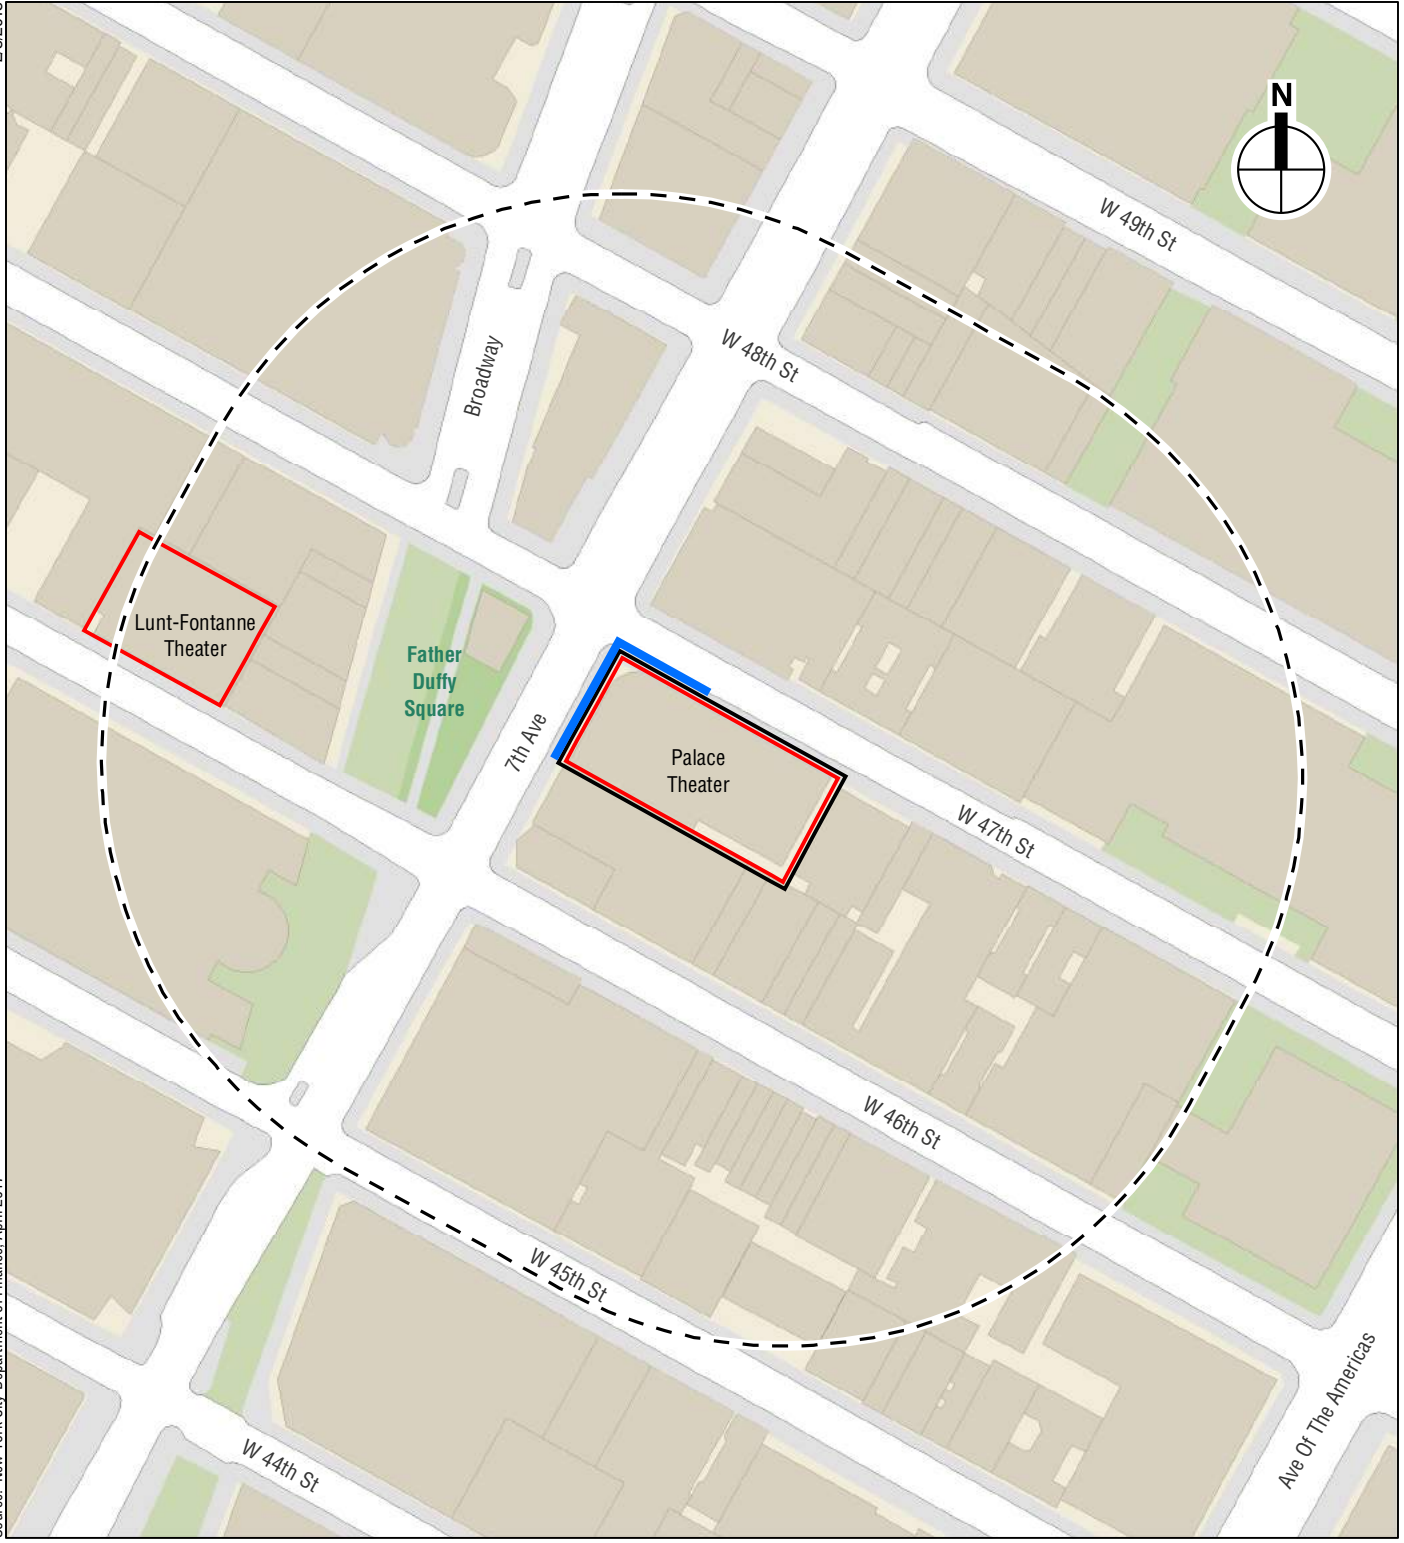 N
W 49th St
W 48th St
Broadway
Lunt-Fontanne
Theater
Father
Duffy
Square
7th Ave
Palace
Theater
W 47th St
W 46th St
W 45th St
Ave Of The Americas
W 44th St